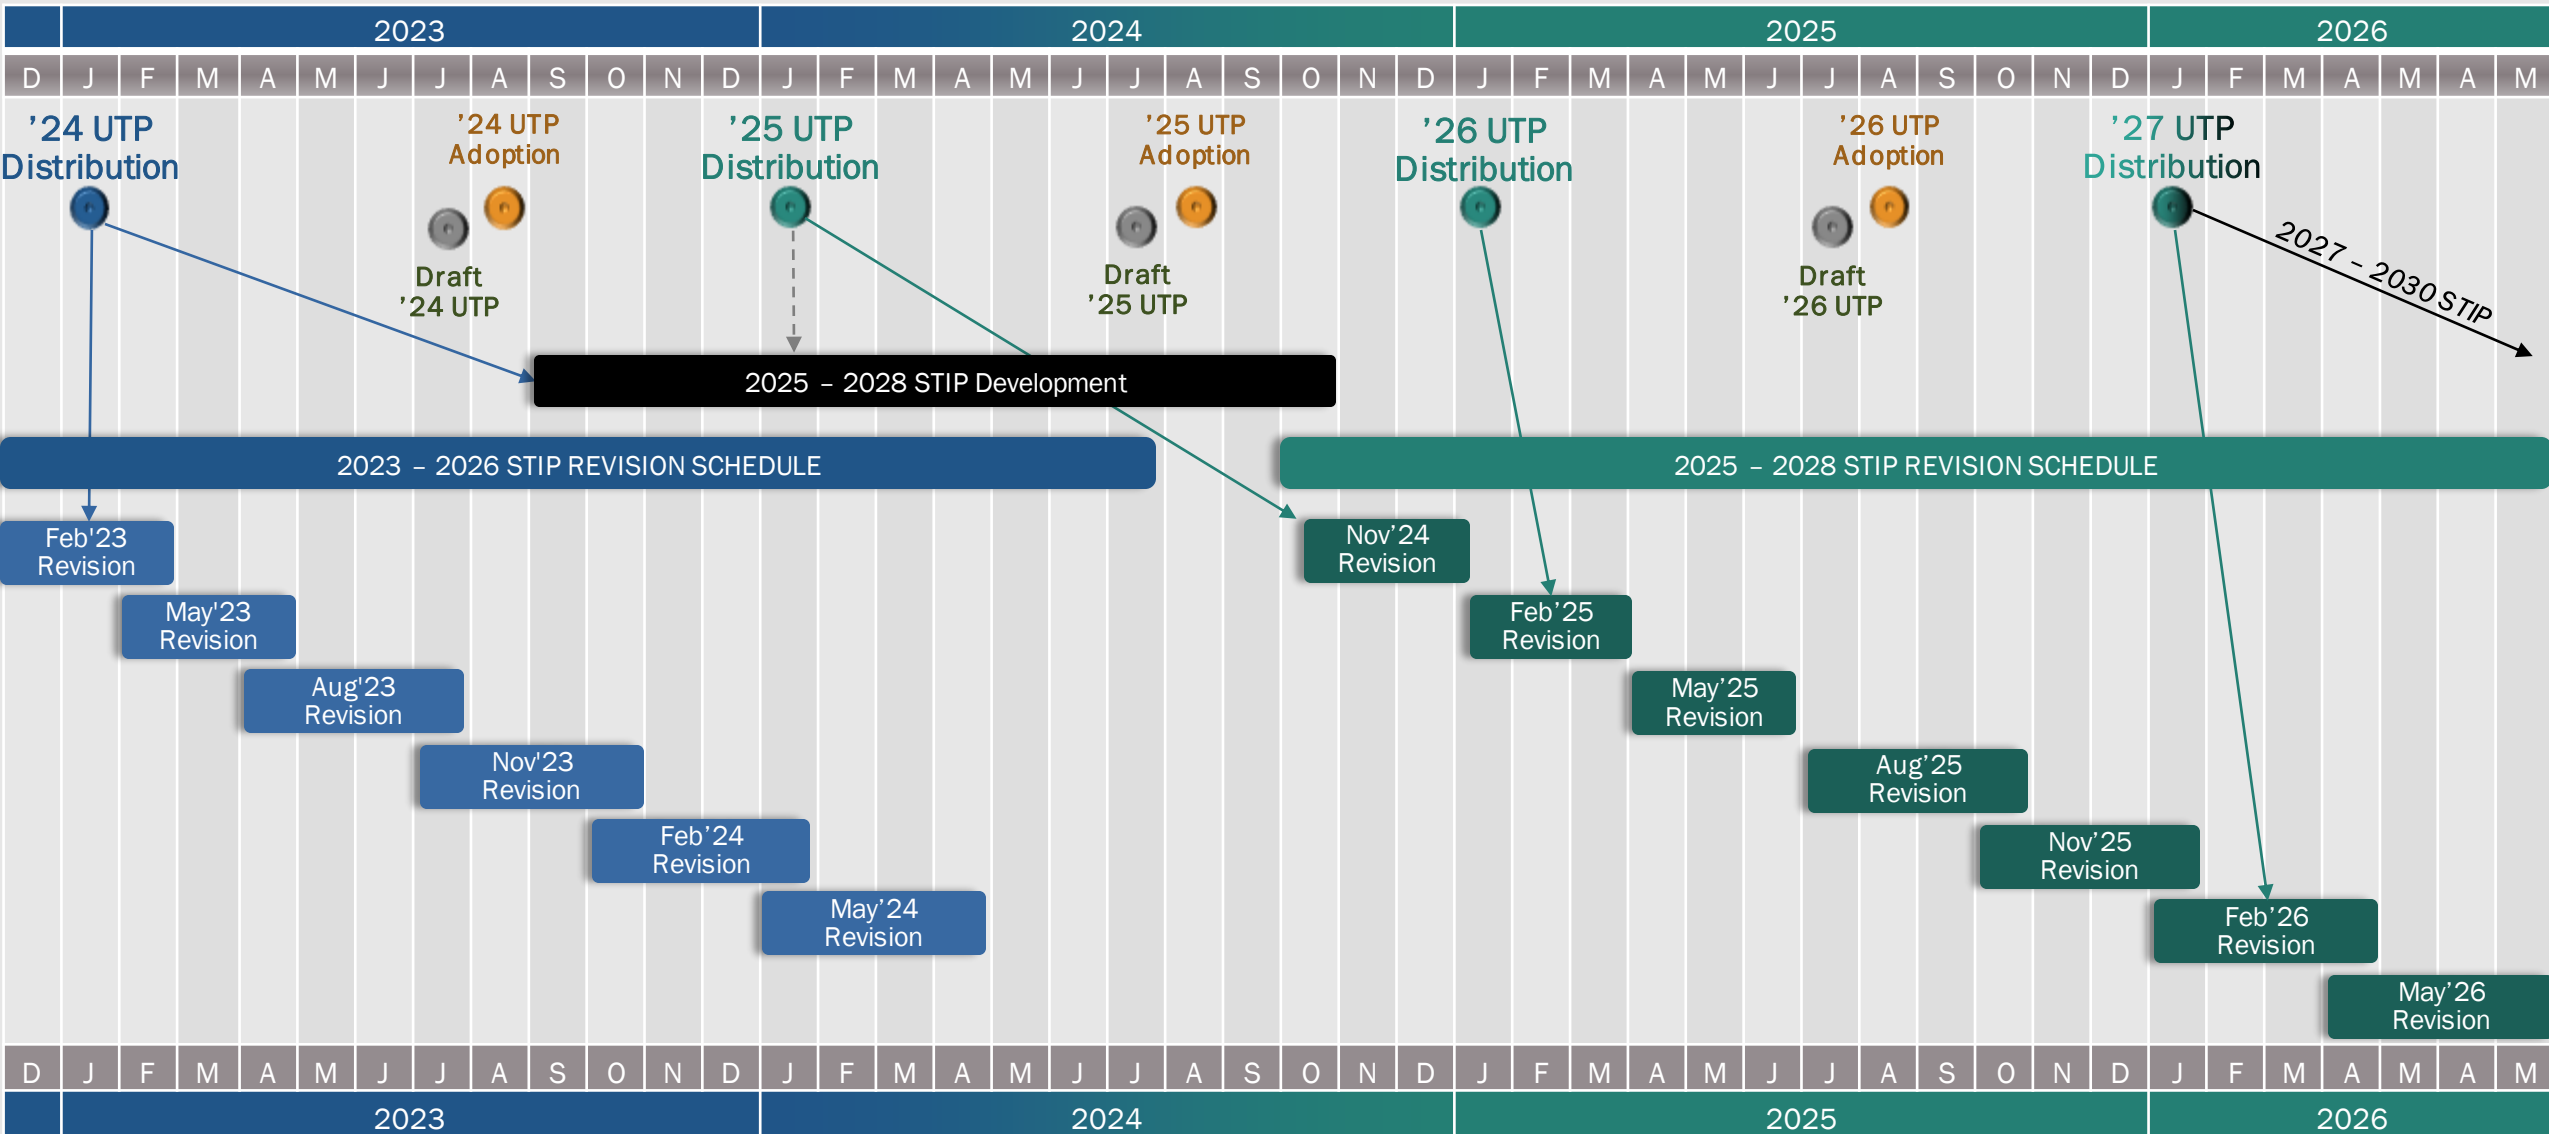 2023 2024 2025 2026
D J F M A M J J A S O N D J F M A M J J A S O N D J F M A M J J A S O N D J F M A M A M
’24 UTP
Distribution
’24 UTP
Adoption
Draft
’24 UTP
’25 UTP
Distribution
’25 UTP
Adoption
Draft
’25 UTP
’26 UTP
Distribution
’26 UTP
Adoption
Draft
’26 UTP
’27 UTP
Distribution
2027 – 2030 STIP
2025 – 2028 STIP Development
2023 – 2026 STIP REVISION SCHEDULE
2025 – 2028 STIP REVISION SCHEDULE
Feb'23
Revision
Nov’24
Revision
May'23
Revision
Feb’25
Revision
Aug'23
Revision
May’25
Revision
Nov'23
Revision
Aug’25
Revision
Feb’24
Revision
Nov’25
Revision
May’24
Revision
Feb’26
Revision
May’26
Revision
D J F M A M J J A S O N D J F M A M J J A S O N D J F M A M J J A S O N D J F M A M A M
2023 2024 2025 2026